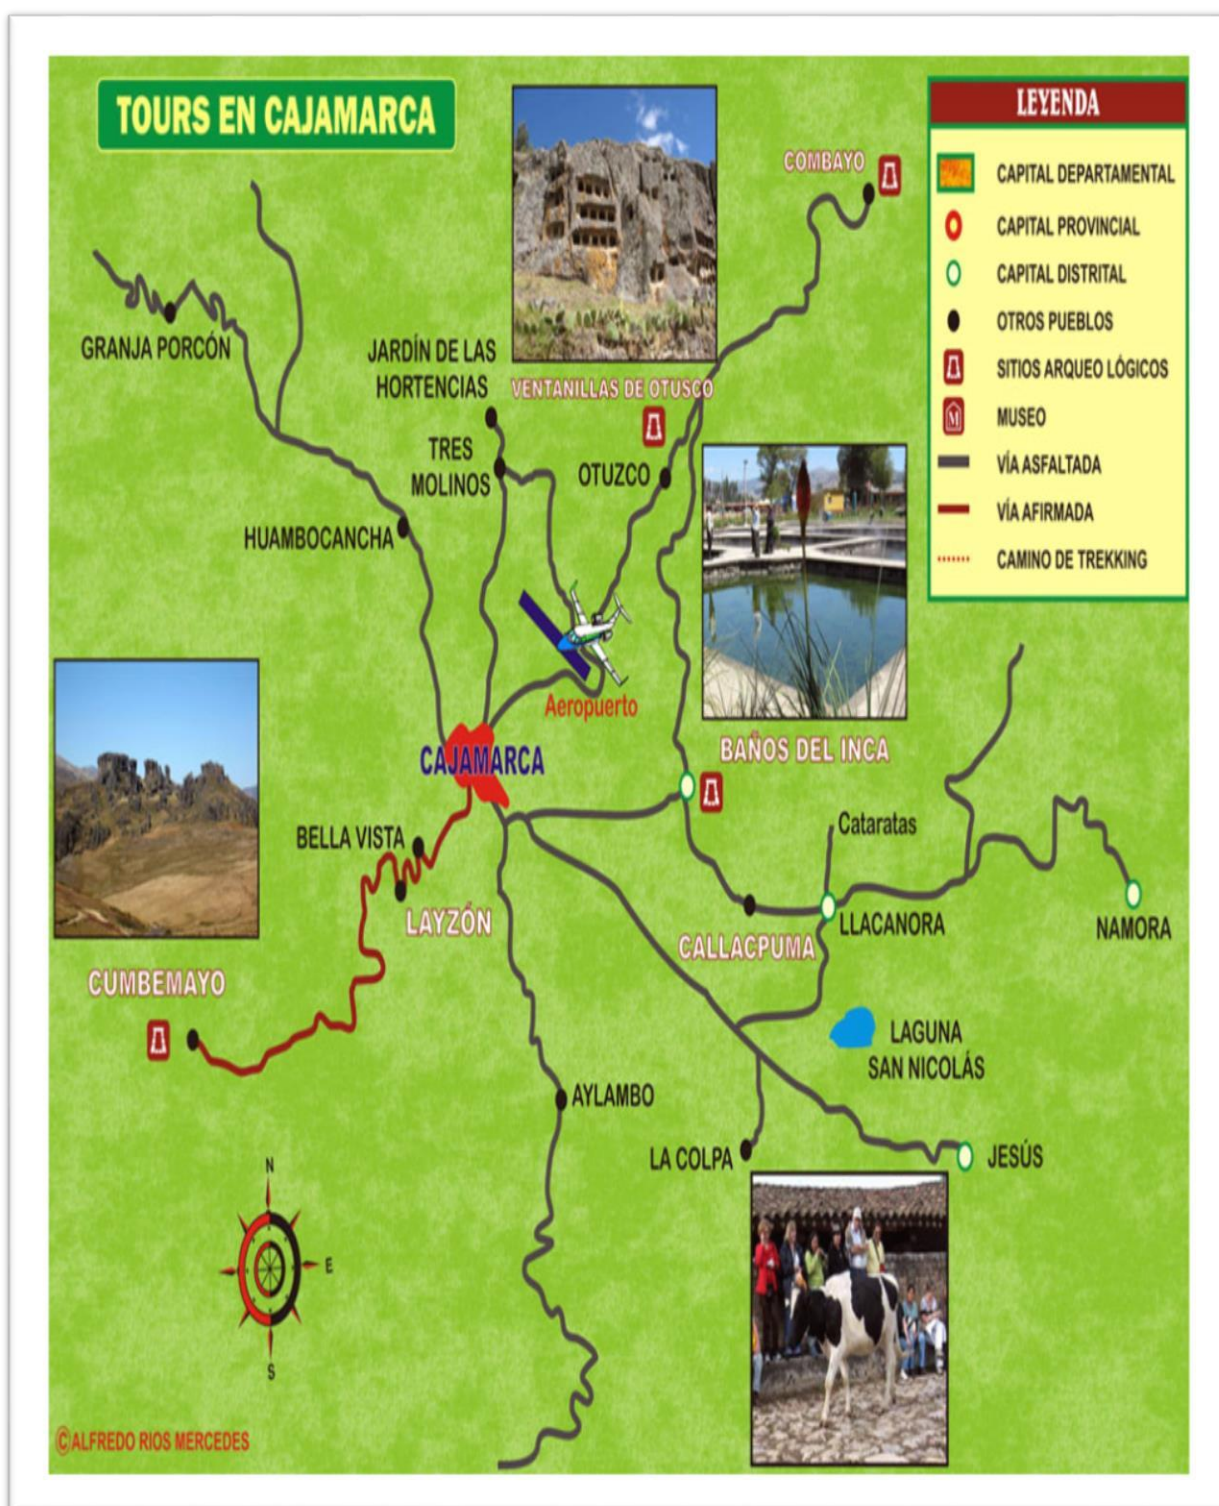 TOURS EN CAJAMARCA
LEYENDA
CAPITAL DEPARTAMENTAL
CAPITAL PROVINCIAL
CAPITAL DISTRITAL
OTROS PUEBLOS
SITIOS ARQUEO LÓGICOS
M
MUSEO
VÍA ASFALTADA
VÍA AFIRMADA
CAMINO DE TREKKING
COMBAYO
GRANJA PORCÓN
JARDÍN DE LAS
HORTENCIAS
VENTANILLAS DE OTUSCO
TRES
MOLINOS
OTUZCO
HUAMBOCANCHA
Aeropuerto
CAJAMARCA
BAÑOS DEL INCA
BELLA VISTA
Cataratas
LAYZÓN
LLACANORA
NAMORA
CALLACPUMA
CUMBEMAYO
LAGUNA
SAN NICOLÁS
AYLAMBO
LA COLPA
JESÚS
N
E
S
© ALFREDO RIOS MERCEDES